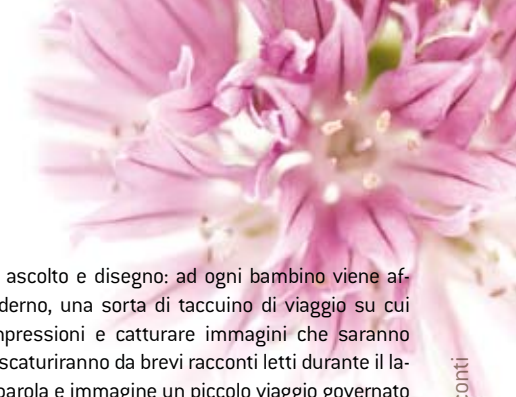 ascolto e disegno: ad ogni bambino viene af-
derno, una sorta di taccuino di viaggio su cui
npressioni e catturare immagini che saranno
scaturiranno da brevi racconti letti durante il la-
parola e immagine un piccolo viaggio governato
conti